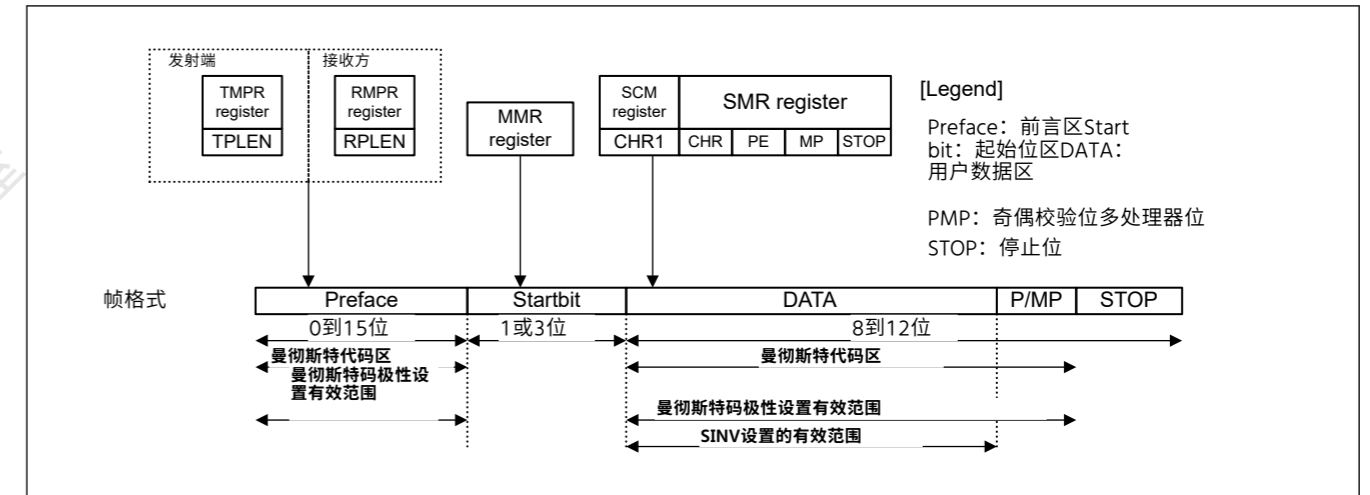 发射端
接收方
TMPR
register
TPLEN
RMPR
register
RPLEN
MMR
register
SCM
register
CHR1
SMR register
CHR PE MP STOP
[Legend]
Preface：前言区Start
bit：起始位区DATA：
用户数据区
PMP：奇偶校验位多处理器位
STOP：停止位
帧格式
Preface Startbit DATA P/MP STOP
0到15位 1或3位 8到12位
曼彻斯特代码区 曼彻斯特代码区
曼彻斯特码极性设
置有效范围
曼彻斯特码极性设置有效范围
SINV设置的有效范围